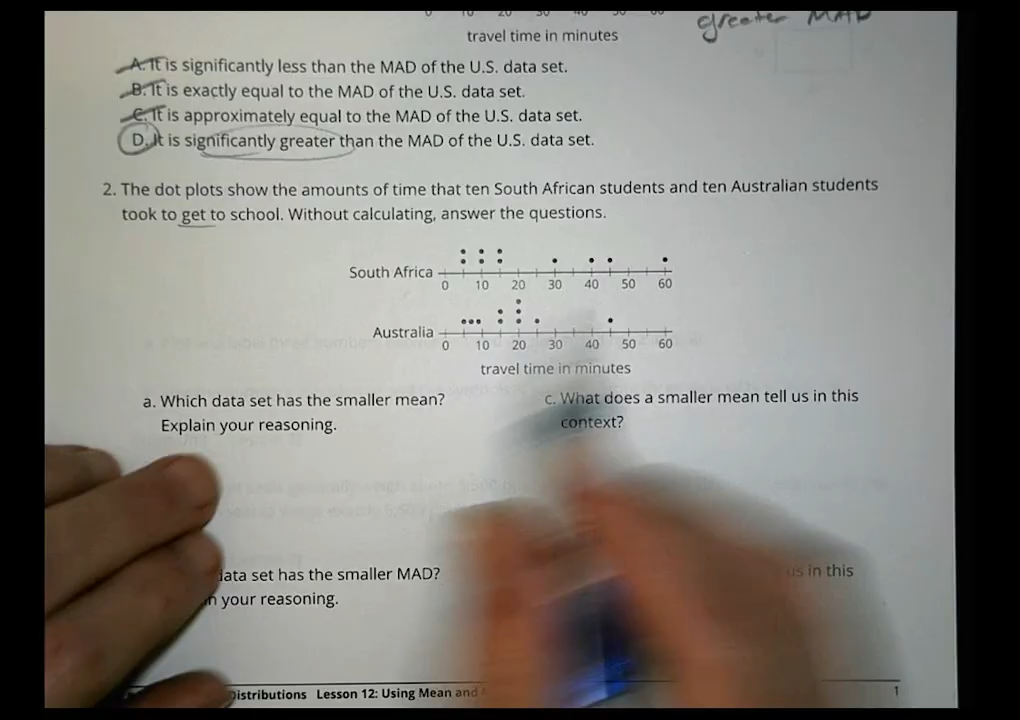 greater MAD
travel time in minutes
A. It is significantly less than the MAD of the U.S. data set.
B. It is exactly equal to the MAD of the U.S. data set.
C. It is approximately equal to the MAD of the U.S. data set.
D. It is significantly greater than the MAD of the U.S. data set.
2. The dot plots show the amounts of time that ten South African students and ten Australian students
took to get to school. Without calculating, answer the questions.
South Africa
0 10 20 30 40 50 60
Australia
0 10 20 30 40 50 60
travel time in minutes
a. Which data set has the smaller mean?
Explain your reasoning.
c. What does a smaller mean tell us in this
context?
data set has the smaller MAD?
your reasoning.
us in this
Distributions Lesson 12: Using Mean and
1